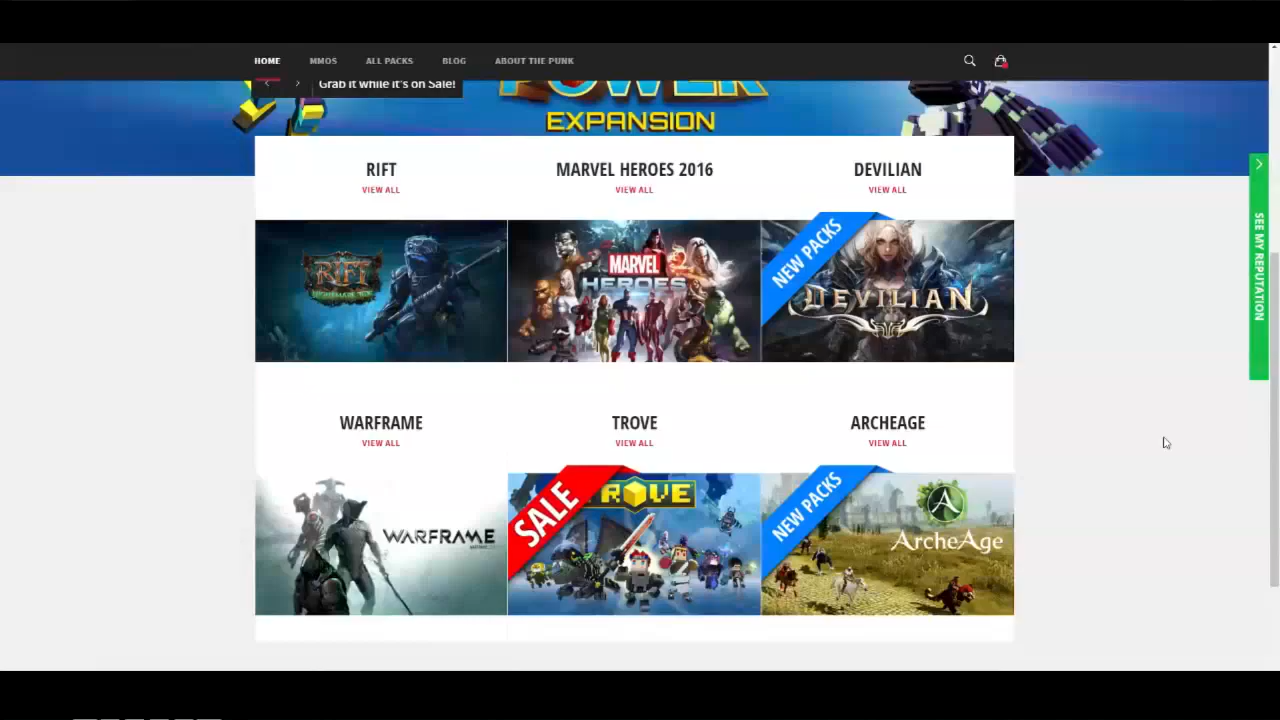 HOME MMOS ALL PACKS BLOG ABOUT THE PUNK
Grab it while it's on Sale!
POWER
EXPANSION
RIFT MARVEL HEROES 2016 DEVILIAN
VIEW ALL VIEW ALL VIEW ALL
SEE MY REPUTATION
RIFT
MARVEL
HEROES
NEW PACKS
DEVILIAN
WARFRAME TROVE ARCHEAGE
VIEW ALL VIEW ALL VIEW ALL
WARFRAME
SALE
TROVE
NEW PACKS
A
ArcheAge